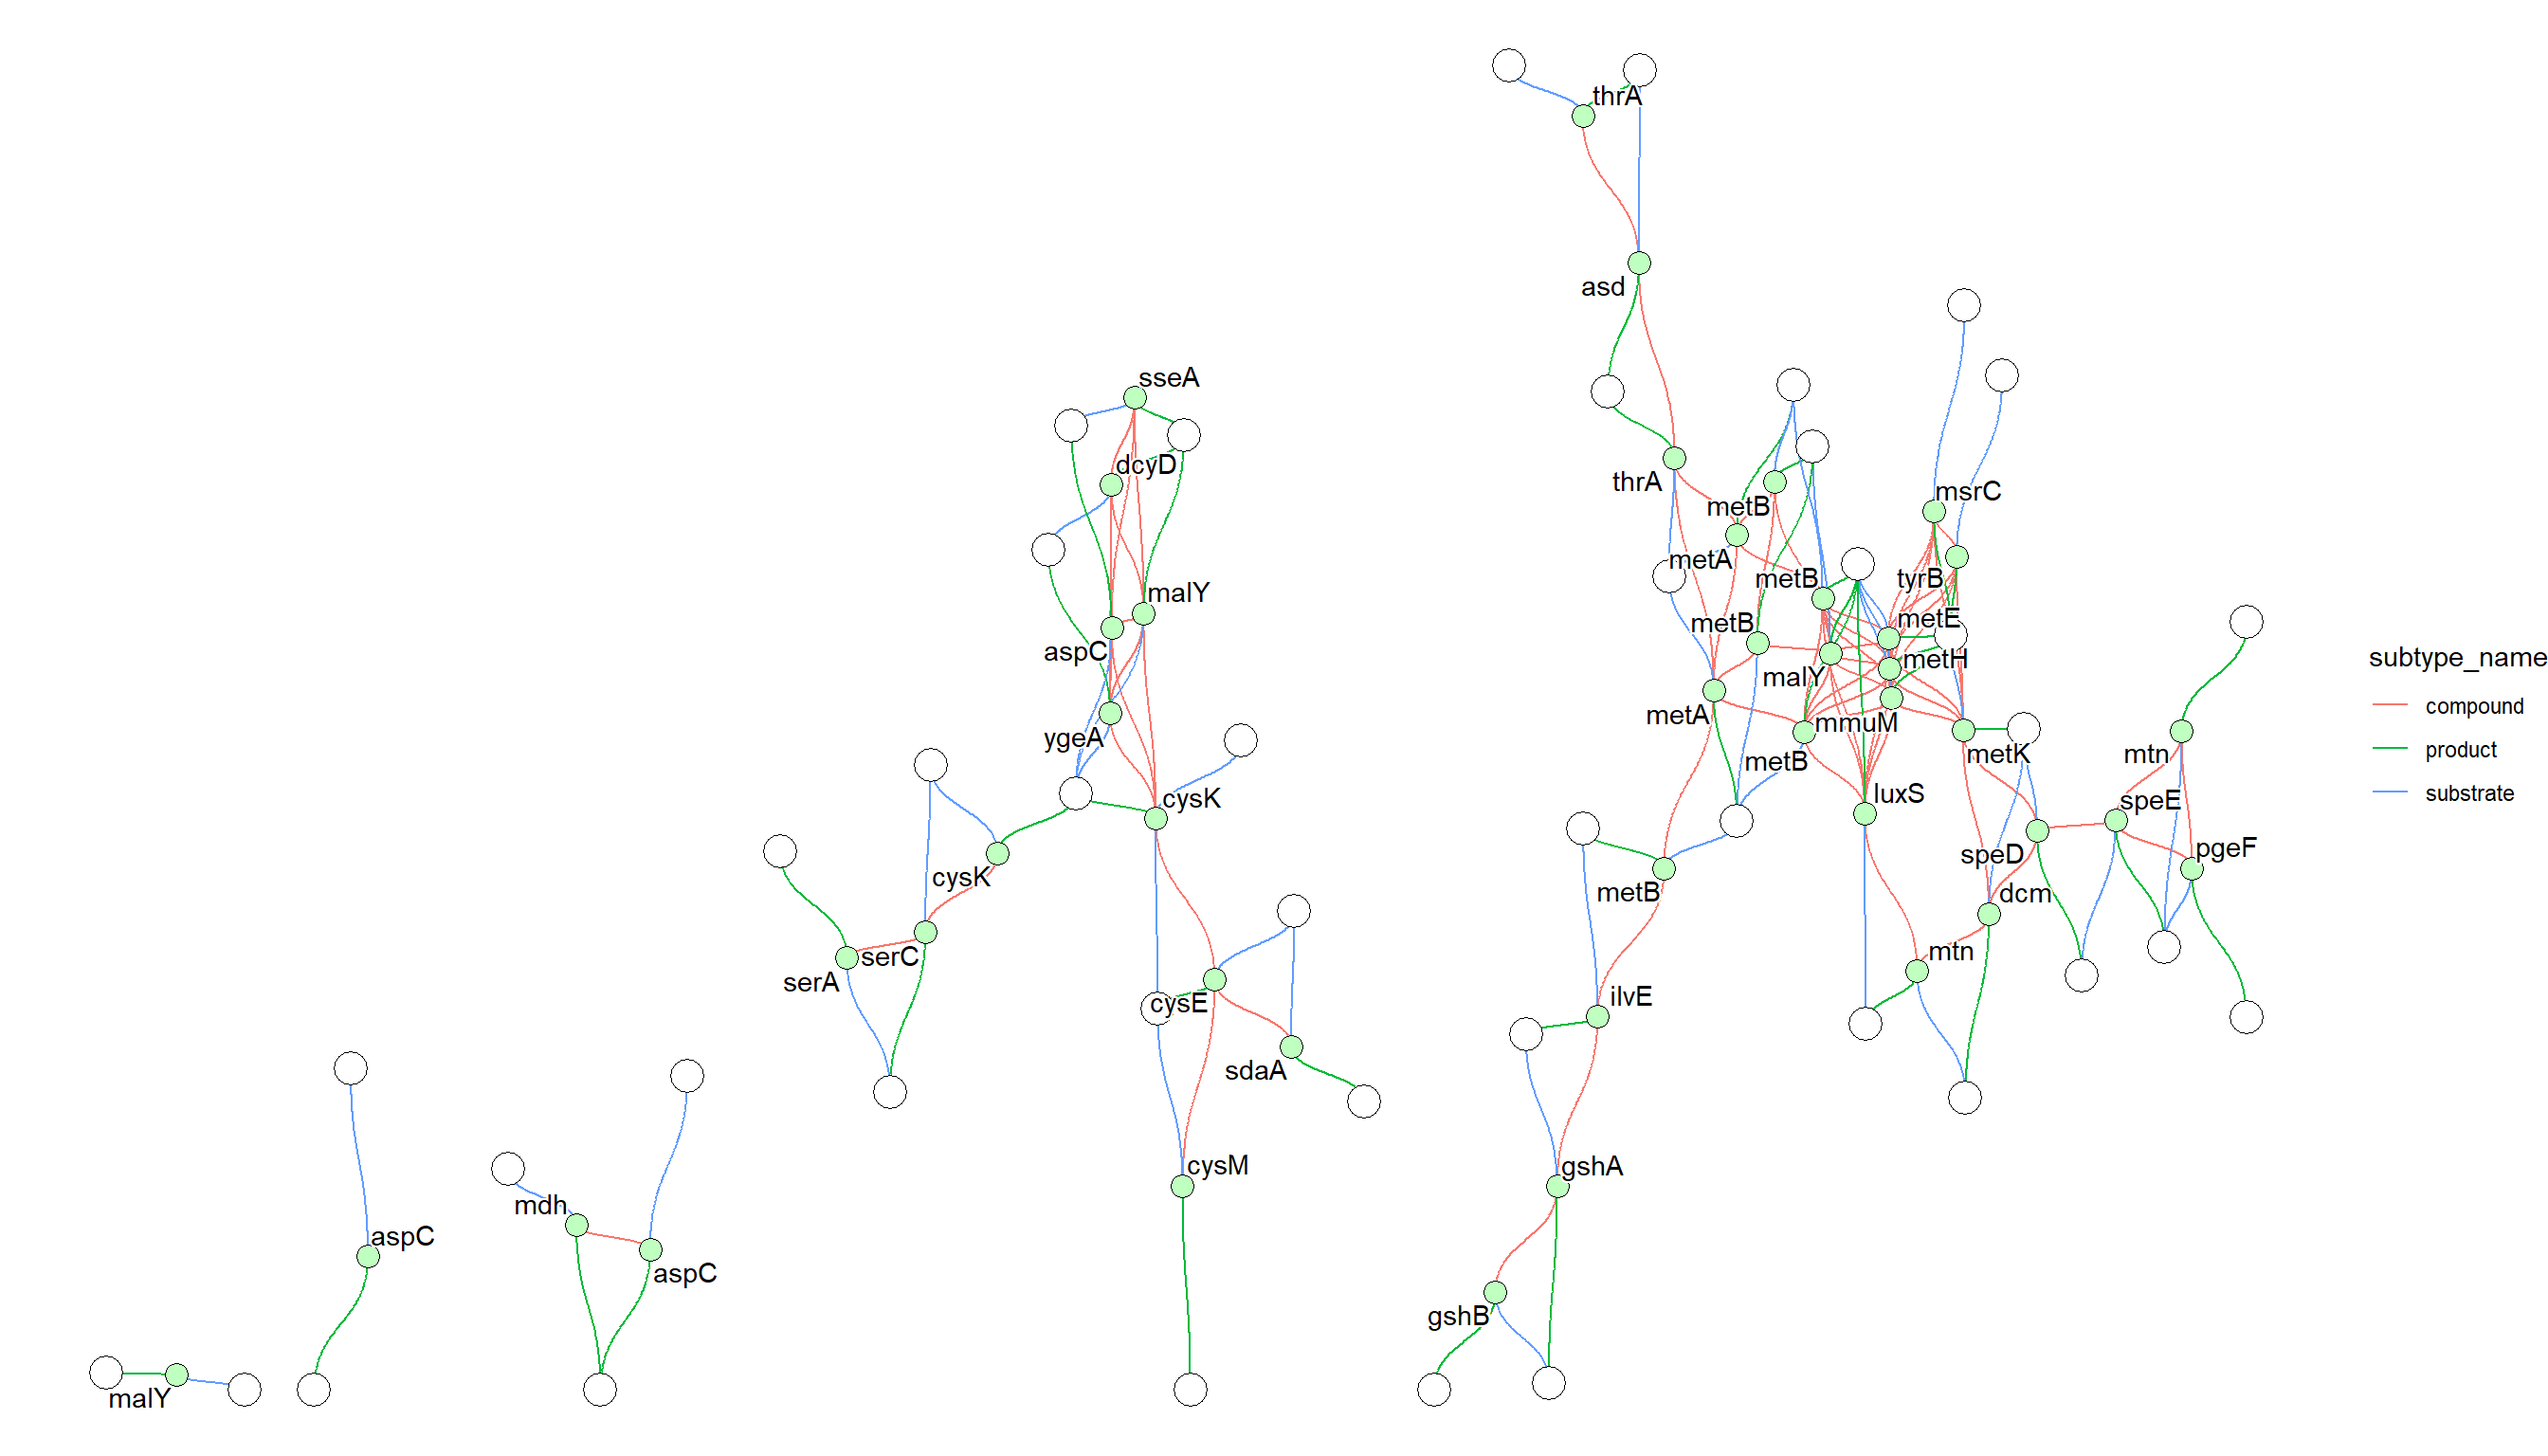 thrA
asd
sseA
dcyD
thrA
msrC
metB
metA
metB
tyrB
malY
metE
metB
aspC
metH
malY
subtype_name
compound
product
substrate
metA
mmuM
ygeA
metB
metK
mtn
cysK
luxS
speE
cysK
speD
pgeF
metB
dcm
serC
serA
mtn
cysE
ilvE
sdaA
cysM
gshA
mdh
aspC
aspC
gshB
malY